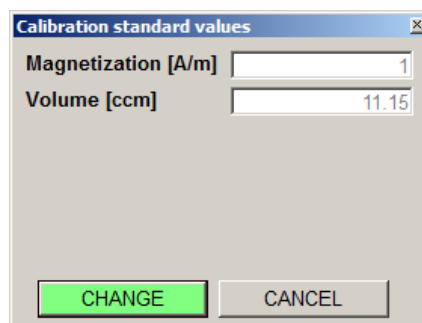 Calibration standard values
Magnetization [A/m] 1
Volume [ccm] 11.15
CHANGE CANCEL